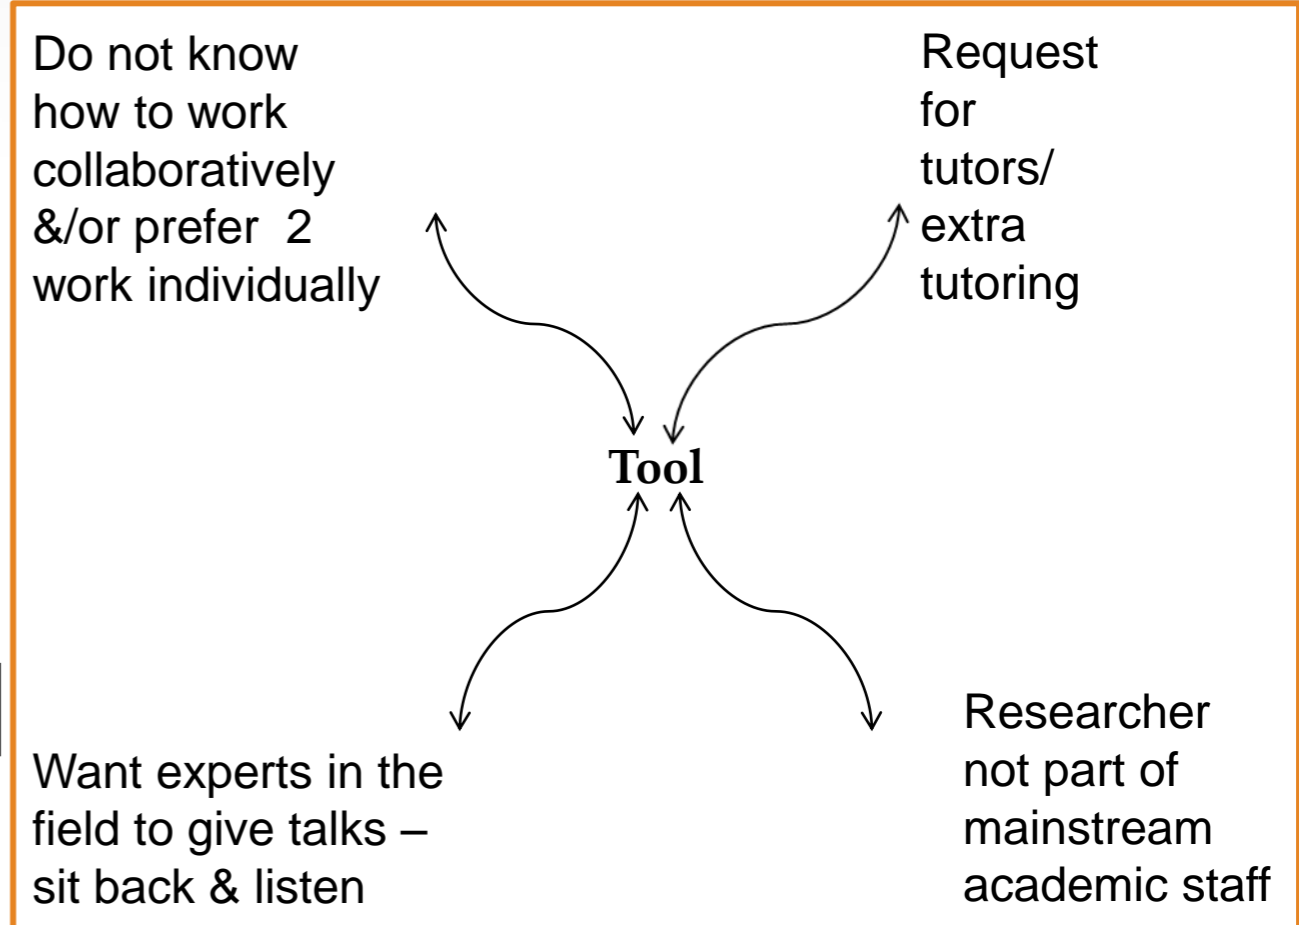 Do not know
how to work
collaboratively
&/or prefer  2
work individually
Request
for
tutors/
extra
tutoring
Tool
Want experts in the
field to give talks –
sit back & listen
Researcher
not part of
mainstream
academic staff